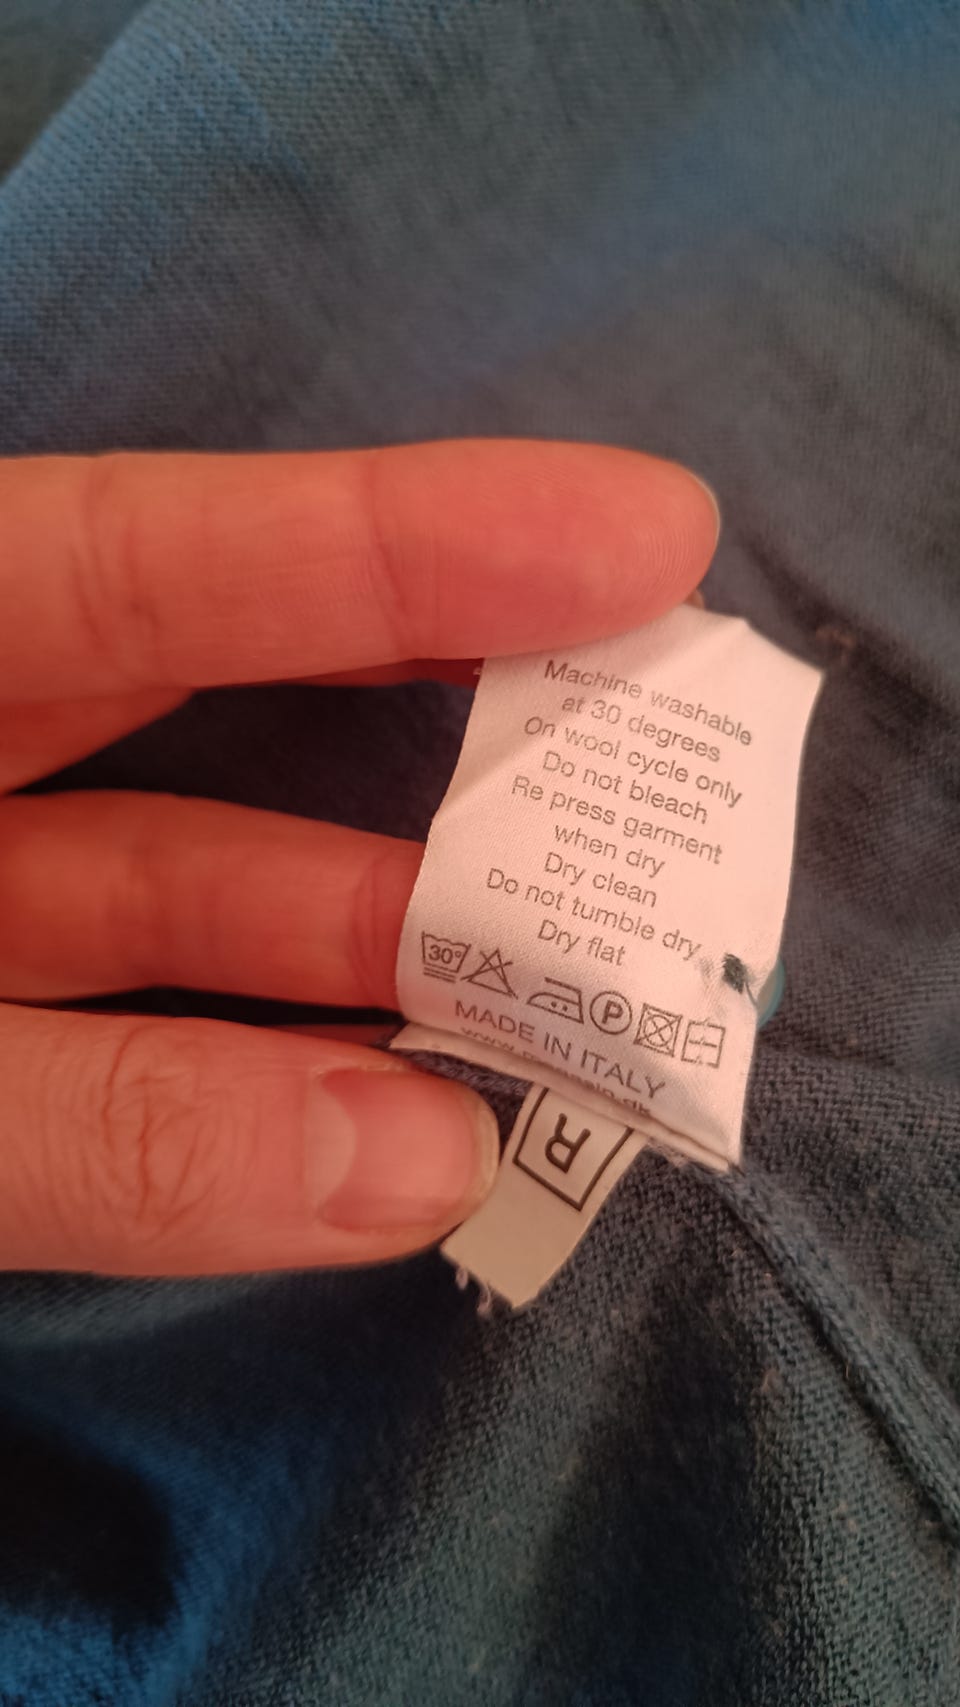 Machine washable
at 30 degrees
On wool cycle only
Do not bleach
Re press garment
when dry
Dry clean
Do not tumble dry
Dry flat
30°
P
MADE IN ITALY
R